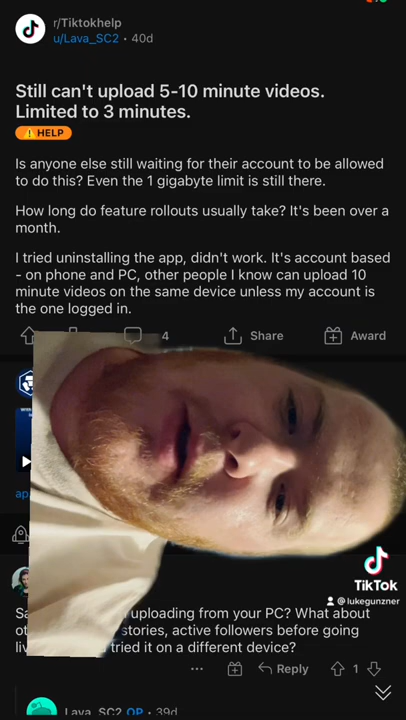 r/Tiktokhelp
u/Lava_SC2 • 40d
Still can't upload 5-10 minute videos.
Limited to 3 minutes.
⚠️HELP
Is anyone else still waiting for their account to be allowed
to do this? Even the 1 gigabyte limit is still there.
How long do feature rollouts usually take? It's been over a
month.
I tried uninstalling the app, didn't work. It's account based
- on phone and PC, other people I know can upload 10
minute videos on the same device unless my account is
the one logged in.
4 Share Award
TikTok
@lukegunzner
uploading from your PC? What about
stories, active followers before going
tried it on a different device?
... Reply 1
Lava_SC2 OP • 39d